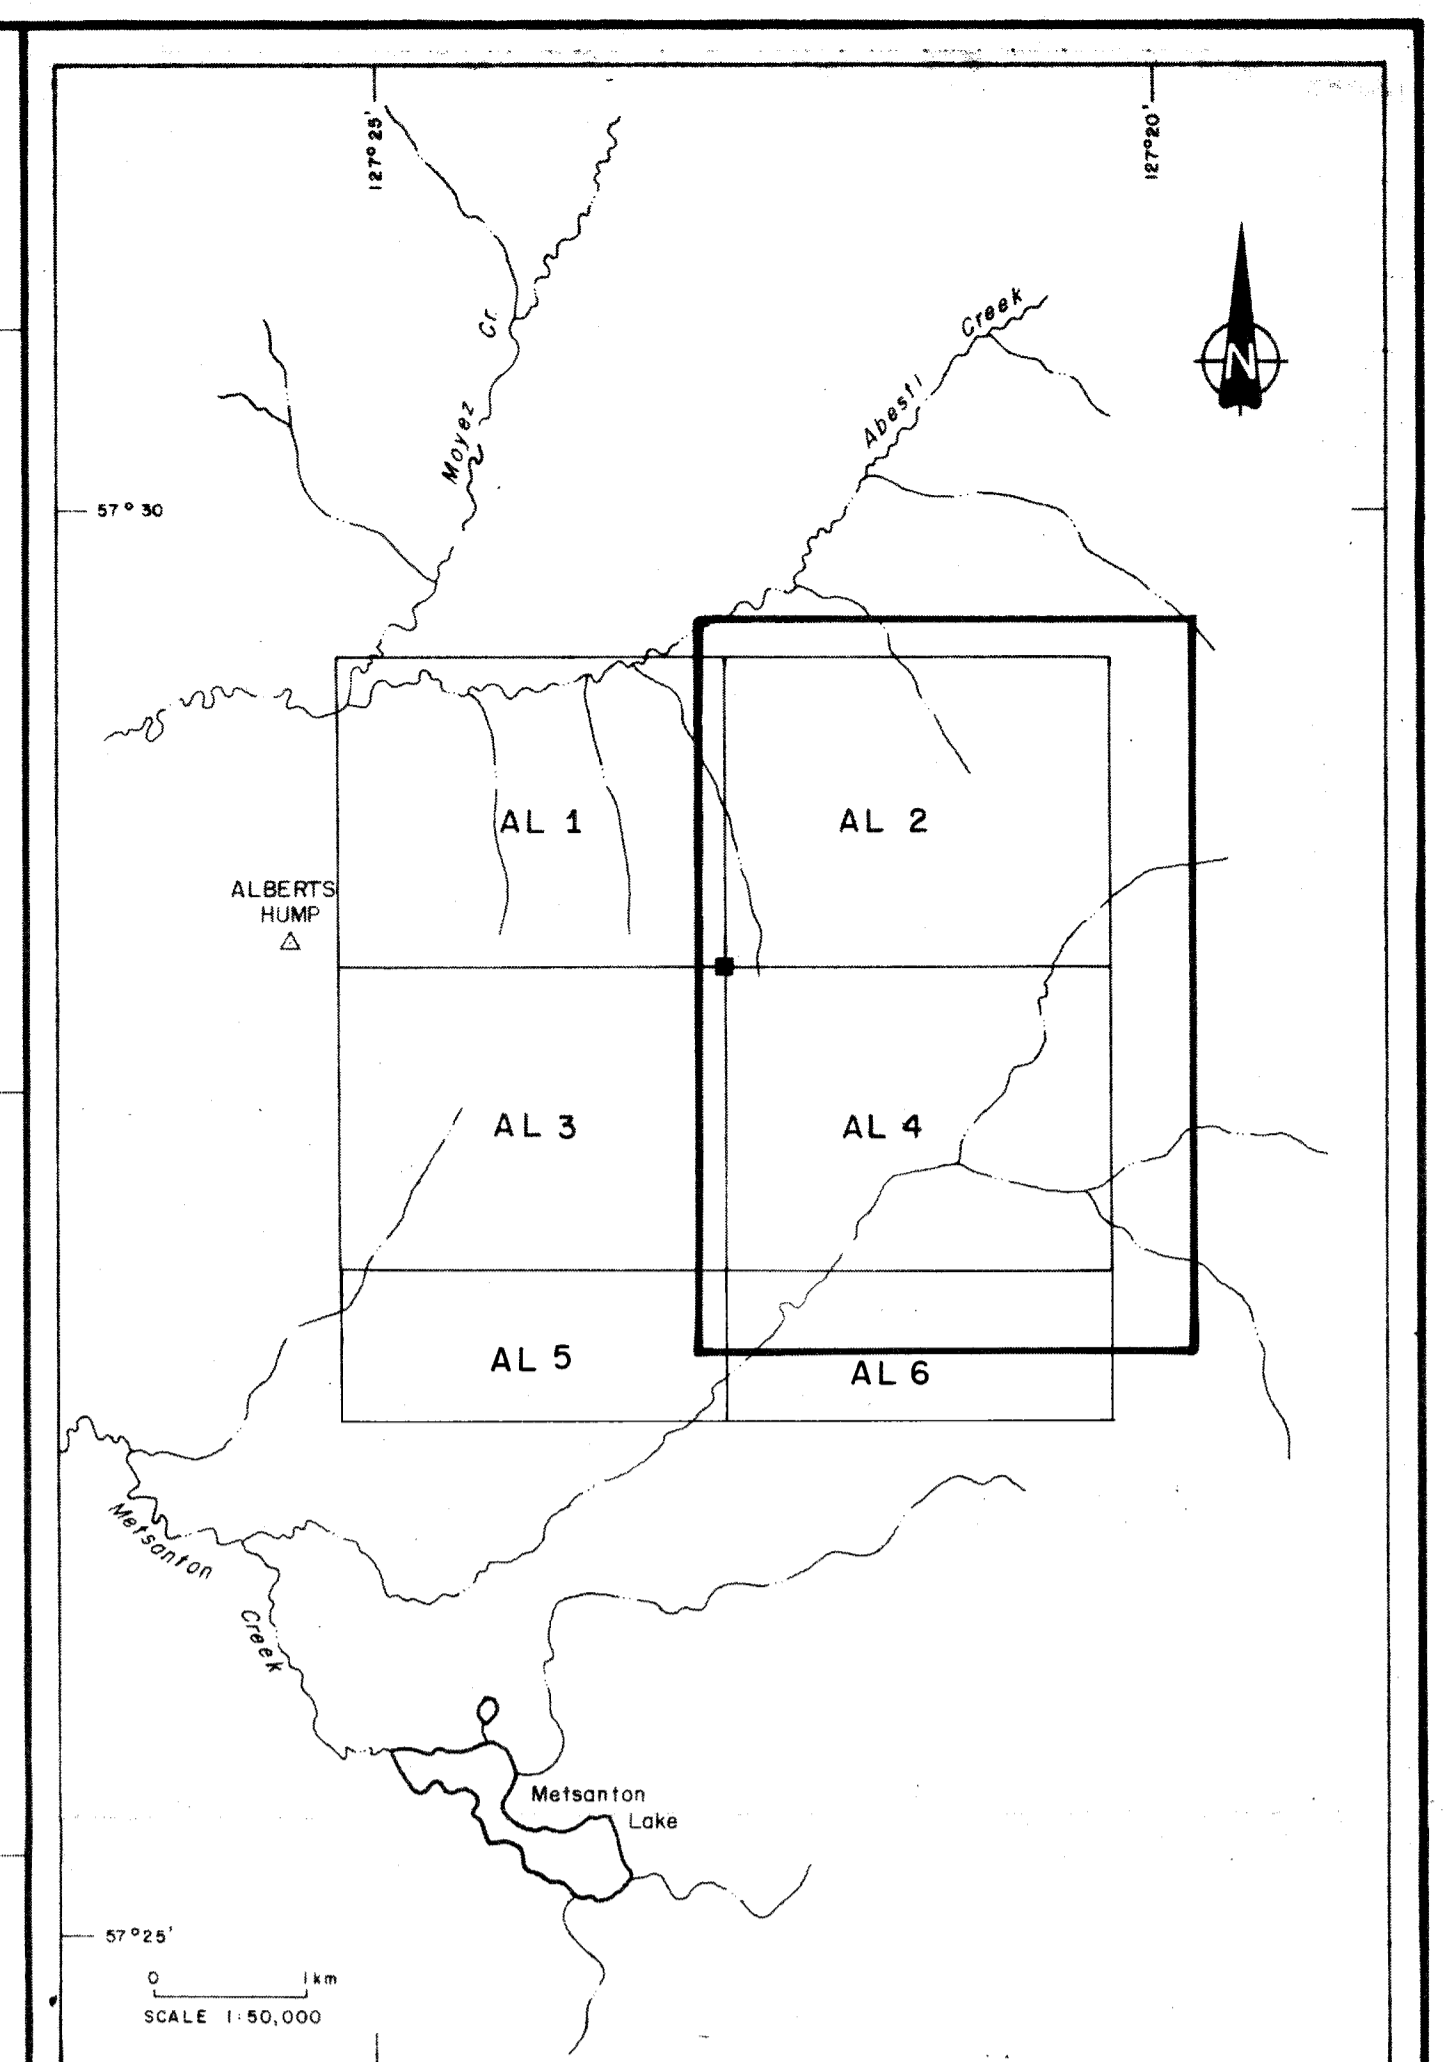 127° 25'
127° 20'
Moyez Cr.
Abesti Creek
N
57° 30
AL 1
AL 2
ALBERTS
HUMP
AL 3
AL 4
AL 5
AL 6
Metsanton
Creek
Metsanton
Lake
57° 25'
0 1 km
SCALE 1:50,000